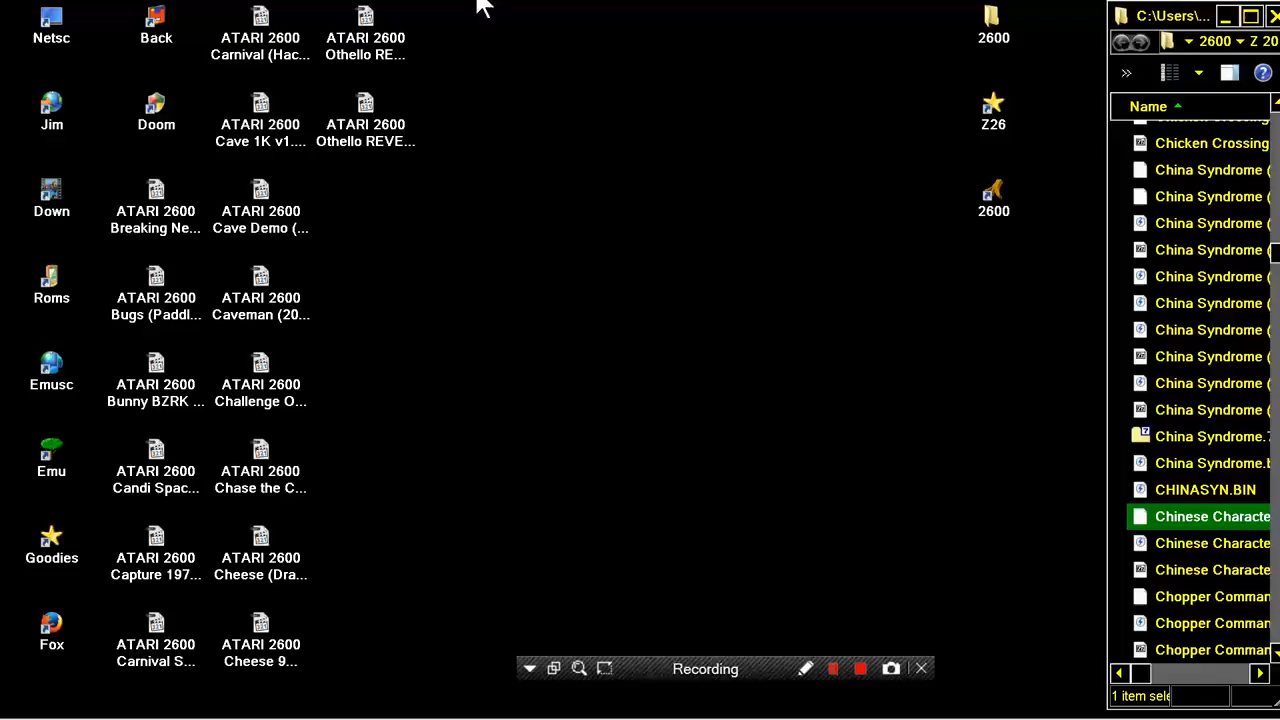 Netsc
Back
ATARI 2600
Carnival (Hac...
ATARI 2600
Othello RE...
2600
Jim
Doom
ATARI 2600
Cave 1K v1....
ATARI 2600
Othello REVE...
Z26
Down
ATARI 2600
Breaking Ne...
ATARI 2600
Cave Demo (...
2600
Roms
ATARI 2600
Bugs (Paddl...
ATARI 2600
Caveman (20...
Emusc
ATARI 2600
Bunny BZRK ...
ATARI 2600
Challenge O...
Emu
ATARI 2600
Candi Spac...
ATARI 2600
Chase the C...
Goodies
ATARI 2600
Capture 197...
ATARI 2600
Cheese (Dra...
Fox
ATARI 2600
Carnival S...
ATARI 2600
Cheese 9...
Recording
C:\Users\...
2600 Z 20
Name
Chicken Crossing
Chicken Crossing
China Syndrome (
China Syndrome (
China Syndrome (
China Syndrome (
China Syndrome (
China Syndrome (
China Syndrome (
China Syndrome (
China Syndrome (
China Syndrome (
China Syndrome.
China Syndrome.b
CHINASYN.BIN
Chinese Characte
Chinese Characte
Chinese Characte
Chopper Comman
Chopper Comman
Chopper Comman
1 item sele